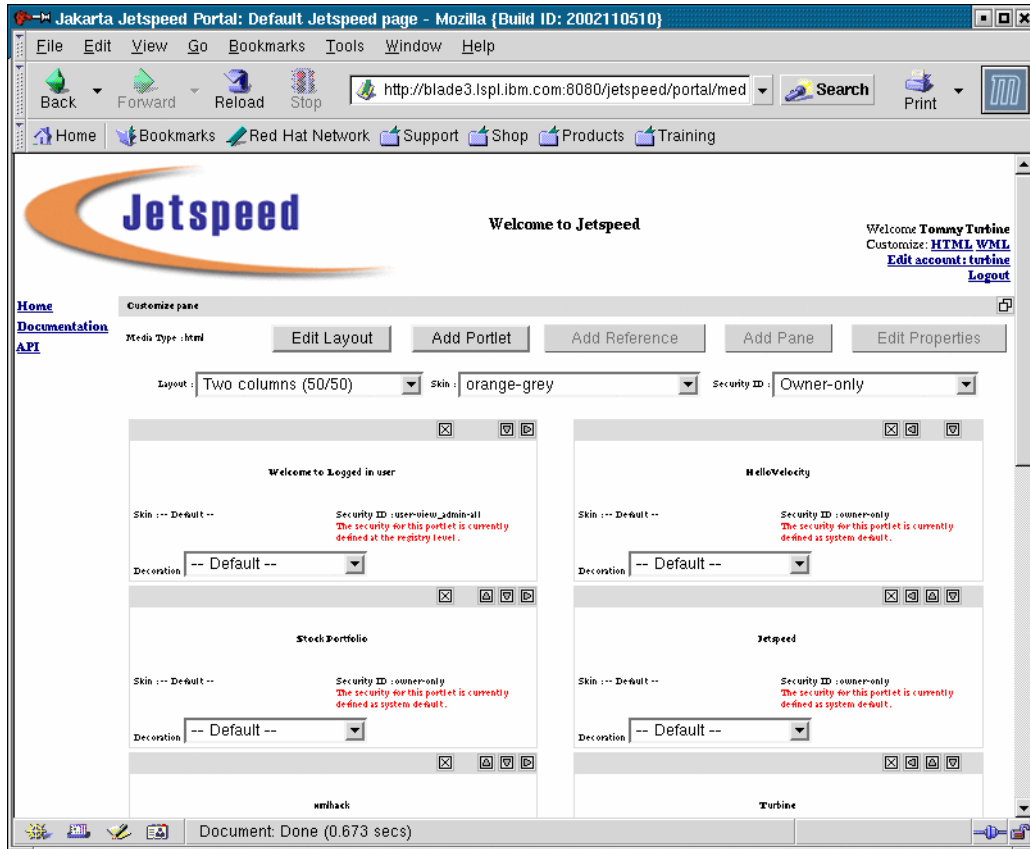 Jakarta Jetspeed Portal: Default Jetspeed page - Mozilla {Build ID: 2002110510}
File Edit View Go Bookmarks Tools Window Help
Back Forward Reload Stop http://blade3.lspl.ibm.com:8080/jetspeed/portal/med Search Print
Home Bookmarks Red Hat Network Support Shop Products Training
Jetspeed
Welcome to Jetspeed
Welcome Tommy Turbine
Customize: HTML WML
Edit account: turbine
Logout
Home
Documentation
API
Customize pane
Media Type :html Edit Layout Add Portlet Add Reference Add Pane Edit Properties
Layout : Two columns (50/50) Skin : orange-grey Security ID : Owner-only
Welcome to Logged in user
Skin :-- Default --
Security ID :user-view_admin-all
The security for this portlet is currently
defined at the registry level.
Decoration -- Default --
HelloVelocity
Skin :-- Default --
Security ID :owner-only
The security for this portlet is currently
defined as system default.
Decoration -- Default --
Stock Portfolio
Skin :-- Default --
Security ID :owner-only
The security for this portlet is currently
defined as system default.
Decoration -- Default --
Jetspeed
Skin :-- Default --
Security ID :owner-only
The security for this portlet is currently
defined as system default.
Decoration -- Default --
xmlhack
Turbine
Document: Done (0.673 secs)